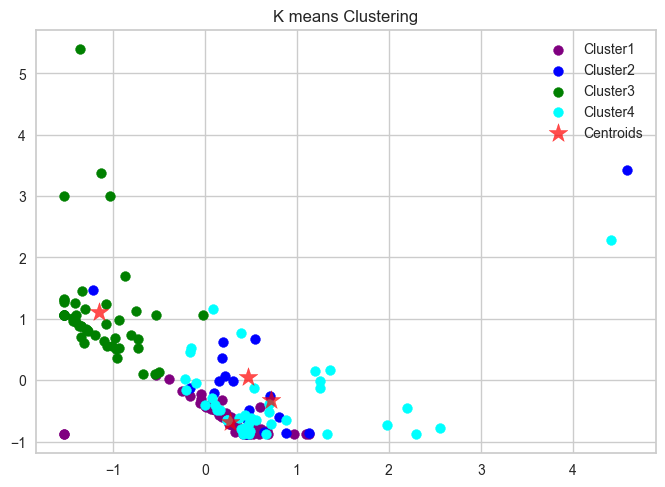 K means Clustering
Cluster1
Cluster2
Cluster3
Cluster4
Centroids
5
4
3
2
1
0
−1
−1 0 1 2 3 4